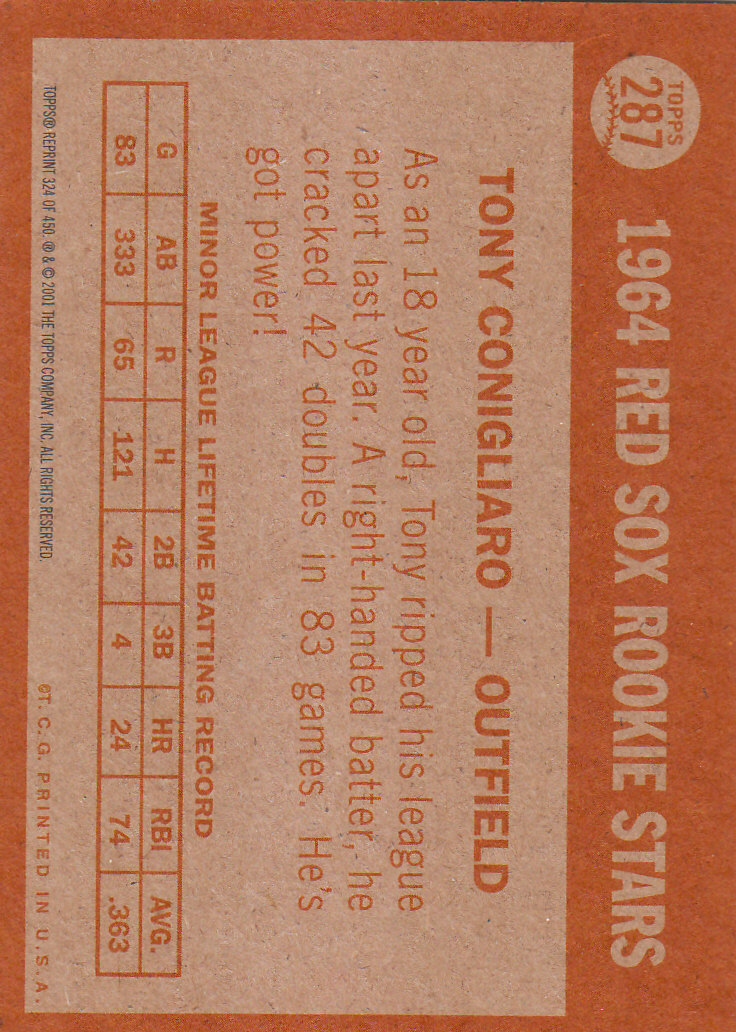 TOPPS
287
1964 RED SOX ROOKIE STARS
TONY CONIGLIARO — OUTFIELD
As an 18 year old, Tony ripped his league
apart last year. A right-handed batter, he
cracked 42 doubles in 83 games. He's
got power!
MINOR LEAGUE LIFETIME BATTING RECORD
G AB R H 2B 3B HR RBI AVG.
83 333 65 121 42 4 24 74 .363
TOPPS® REPRINT 324 OF 450. ® & © 2001 THE TOPPS COMPANY, INC. ALL RIGHTS RESERVED.
©T. C. G. PRINTED IN U. S. A.